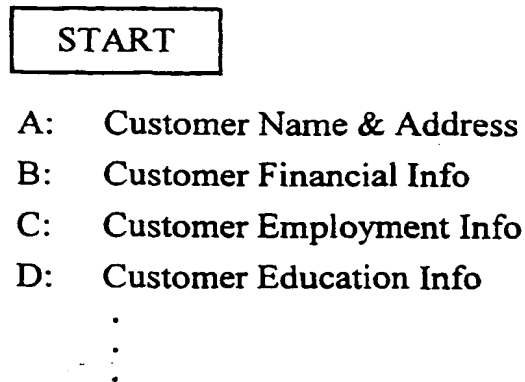 START
A: Customer Name & Address
B: Customer Financial Info
C: Customer Employment Info
D: Customer Education Info
.
.
.